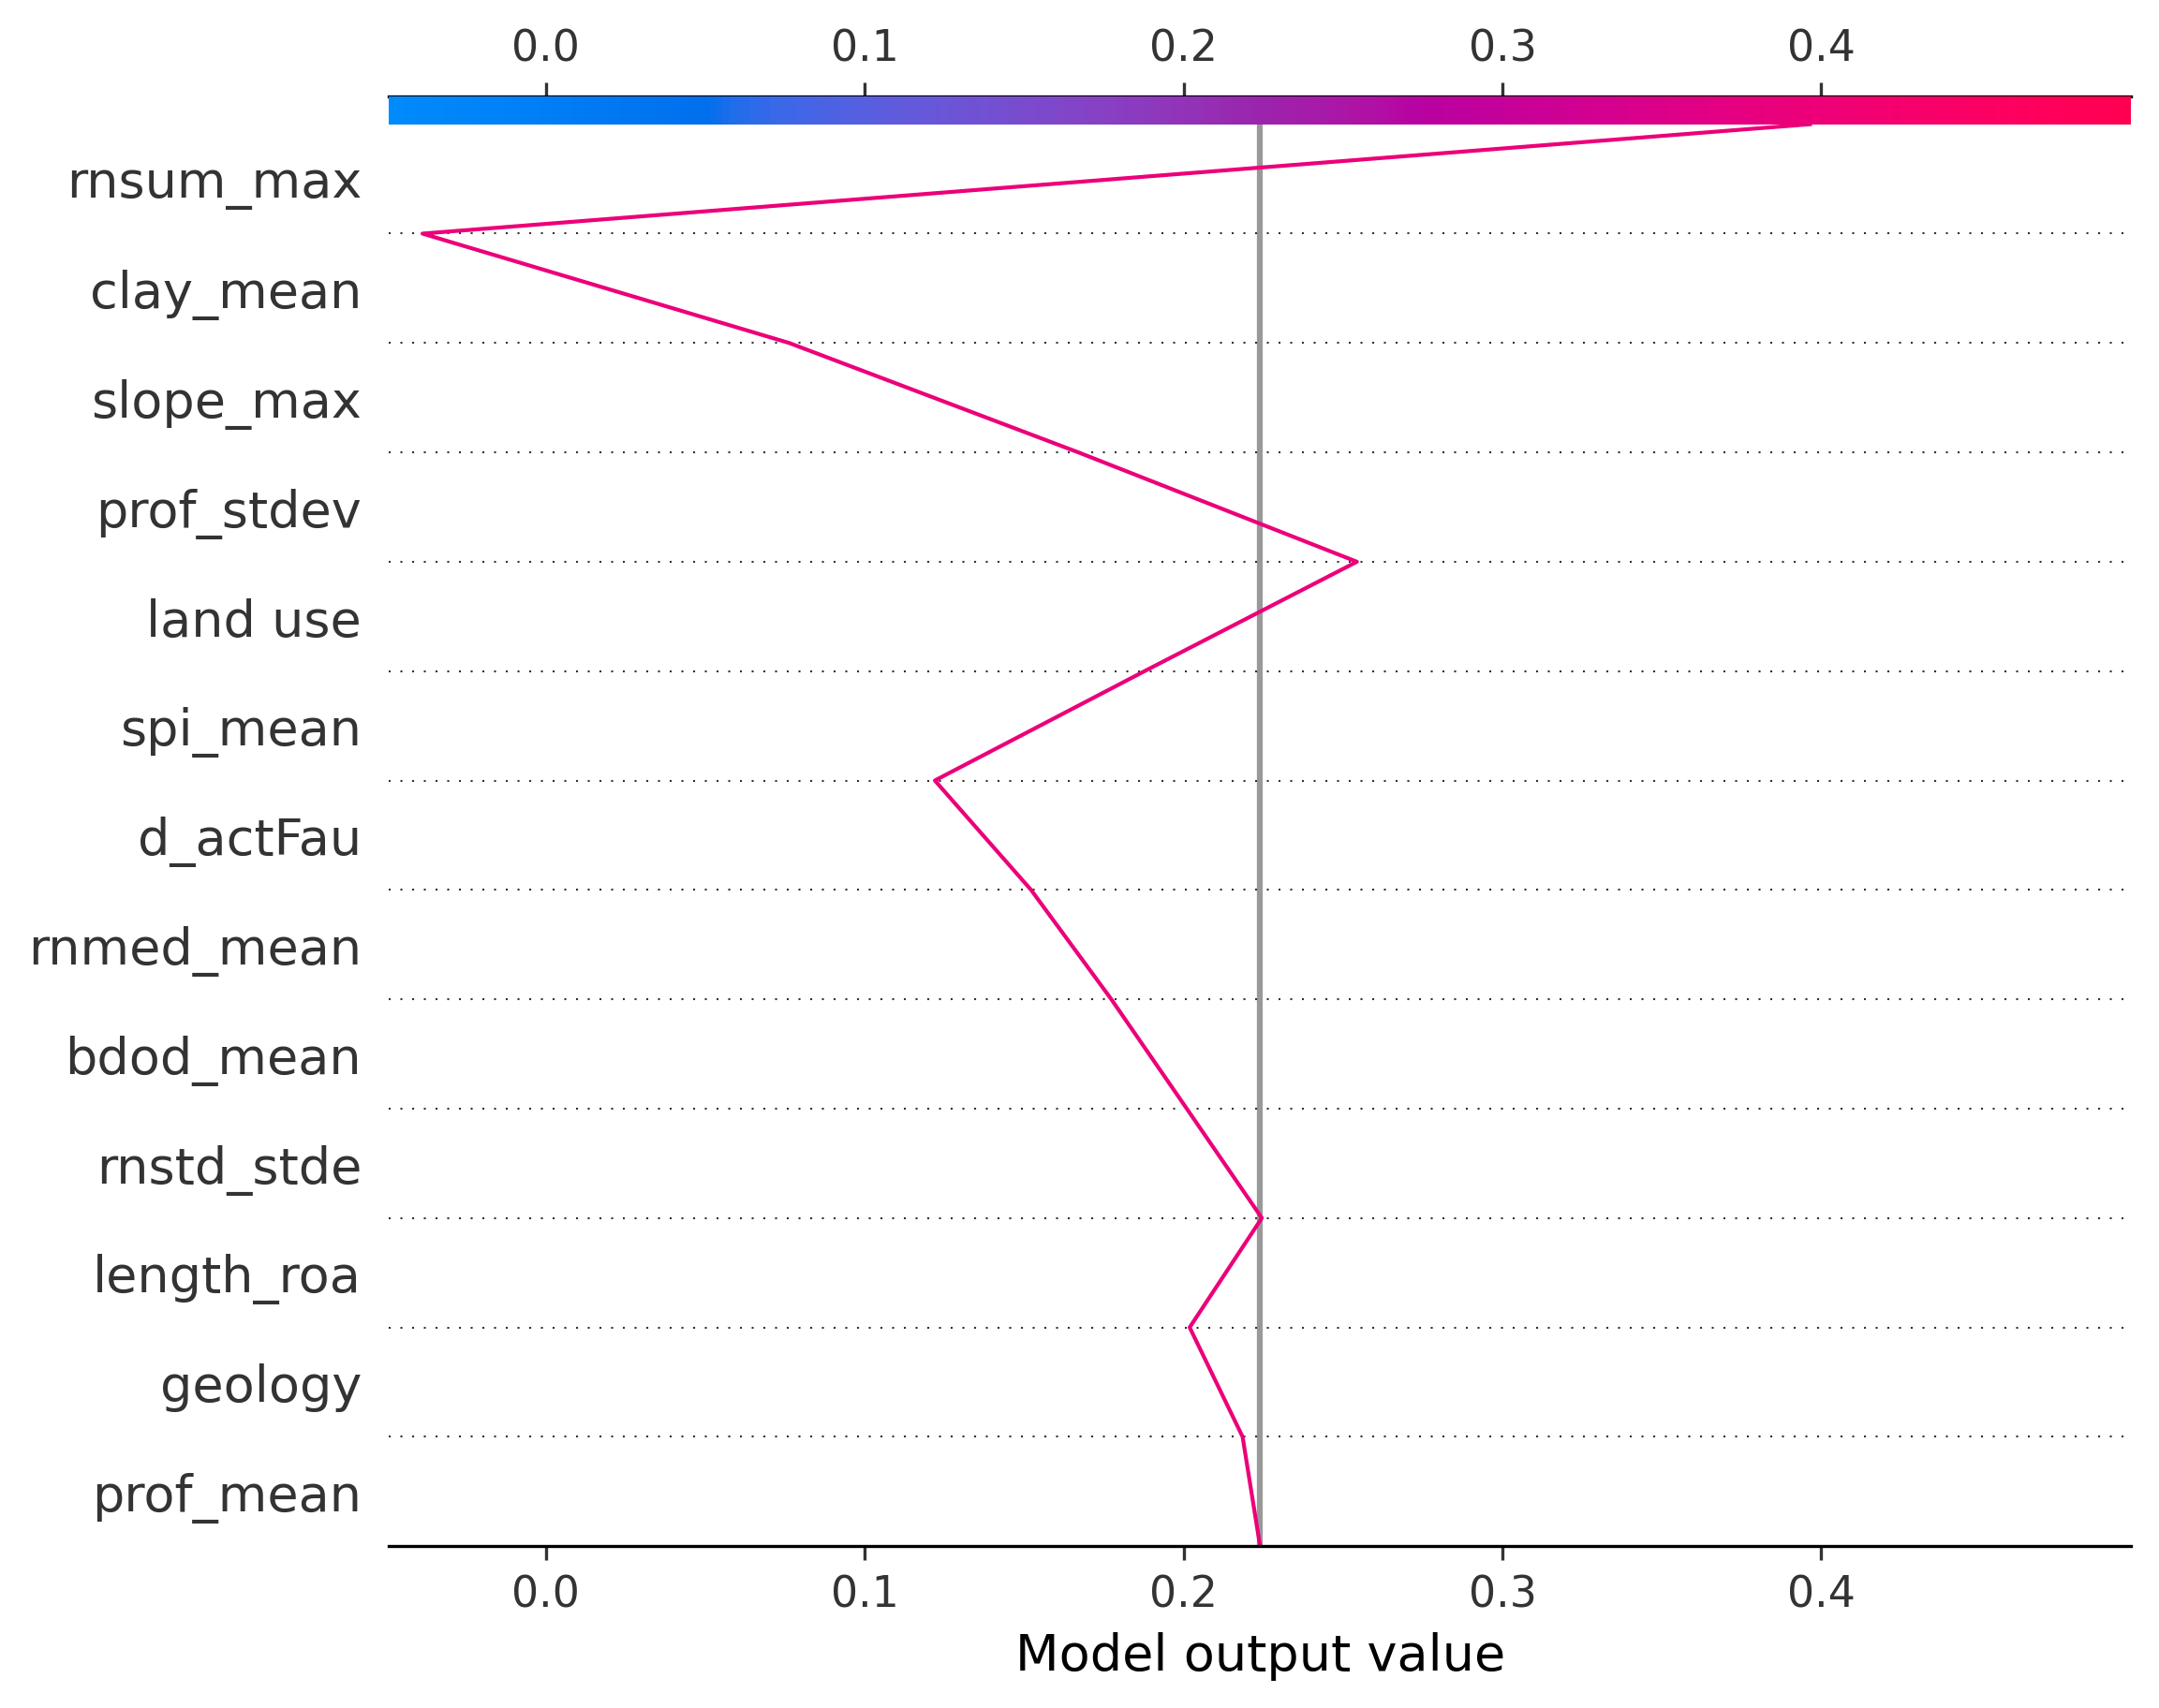 0.0 0.1 0.2 0.3 0.4
rnsum_max
clay_mean
slope_max
prof_stdev
land use
spi_mean
d_actFau
rnmed_mean
bdod_mean
rnstd_stde
length_roa
geology
prof_mean
0.0 0.1 0.2 0.3 0.4
Model output value